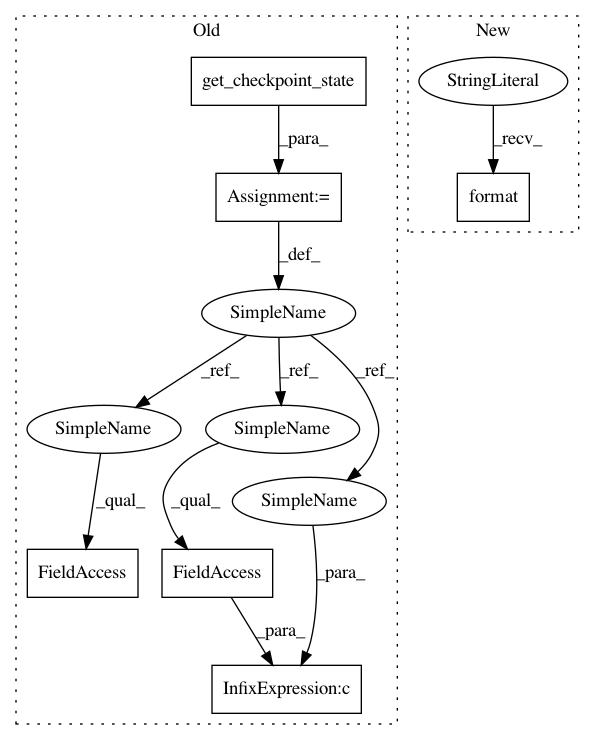 Old
New
get_checkpoint_state
StringLiteral
_para_
_recv_
Assignment:=
format
_def_
SimpleName
_ref_
_ref_
_ref_
SimpleName
SimpleName
SimpleName
_qual_
_qual_
FieldAccess
FieldAccess
_para_
_para_
InfixExpression:c